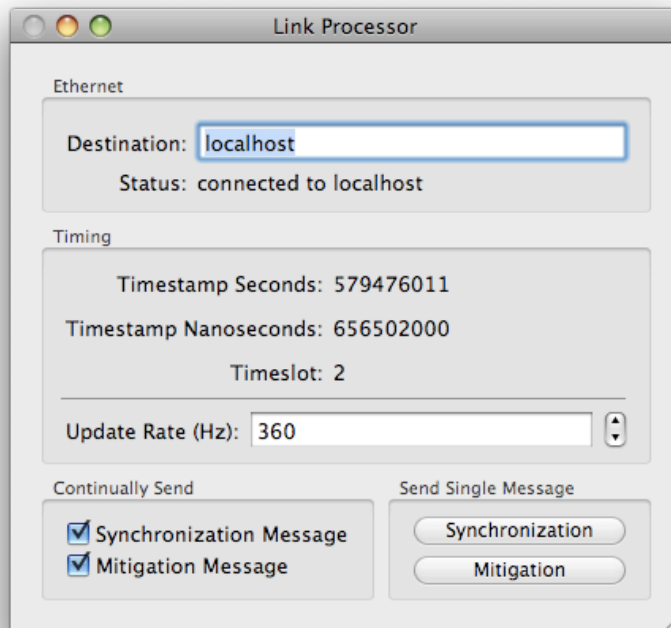 Link Processor
Ethernet
Destination: localhost
Status: connected to localhost
Timing
Timestamp Seconds: 579476011
Timestamp Nanoseconds: 656502000
Timeslot: 2
Update Rate (Hz): 360
Continually Send
Synchronization Message
Mitigation Message
Send Single Message
Synchronization
Mitigation